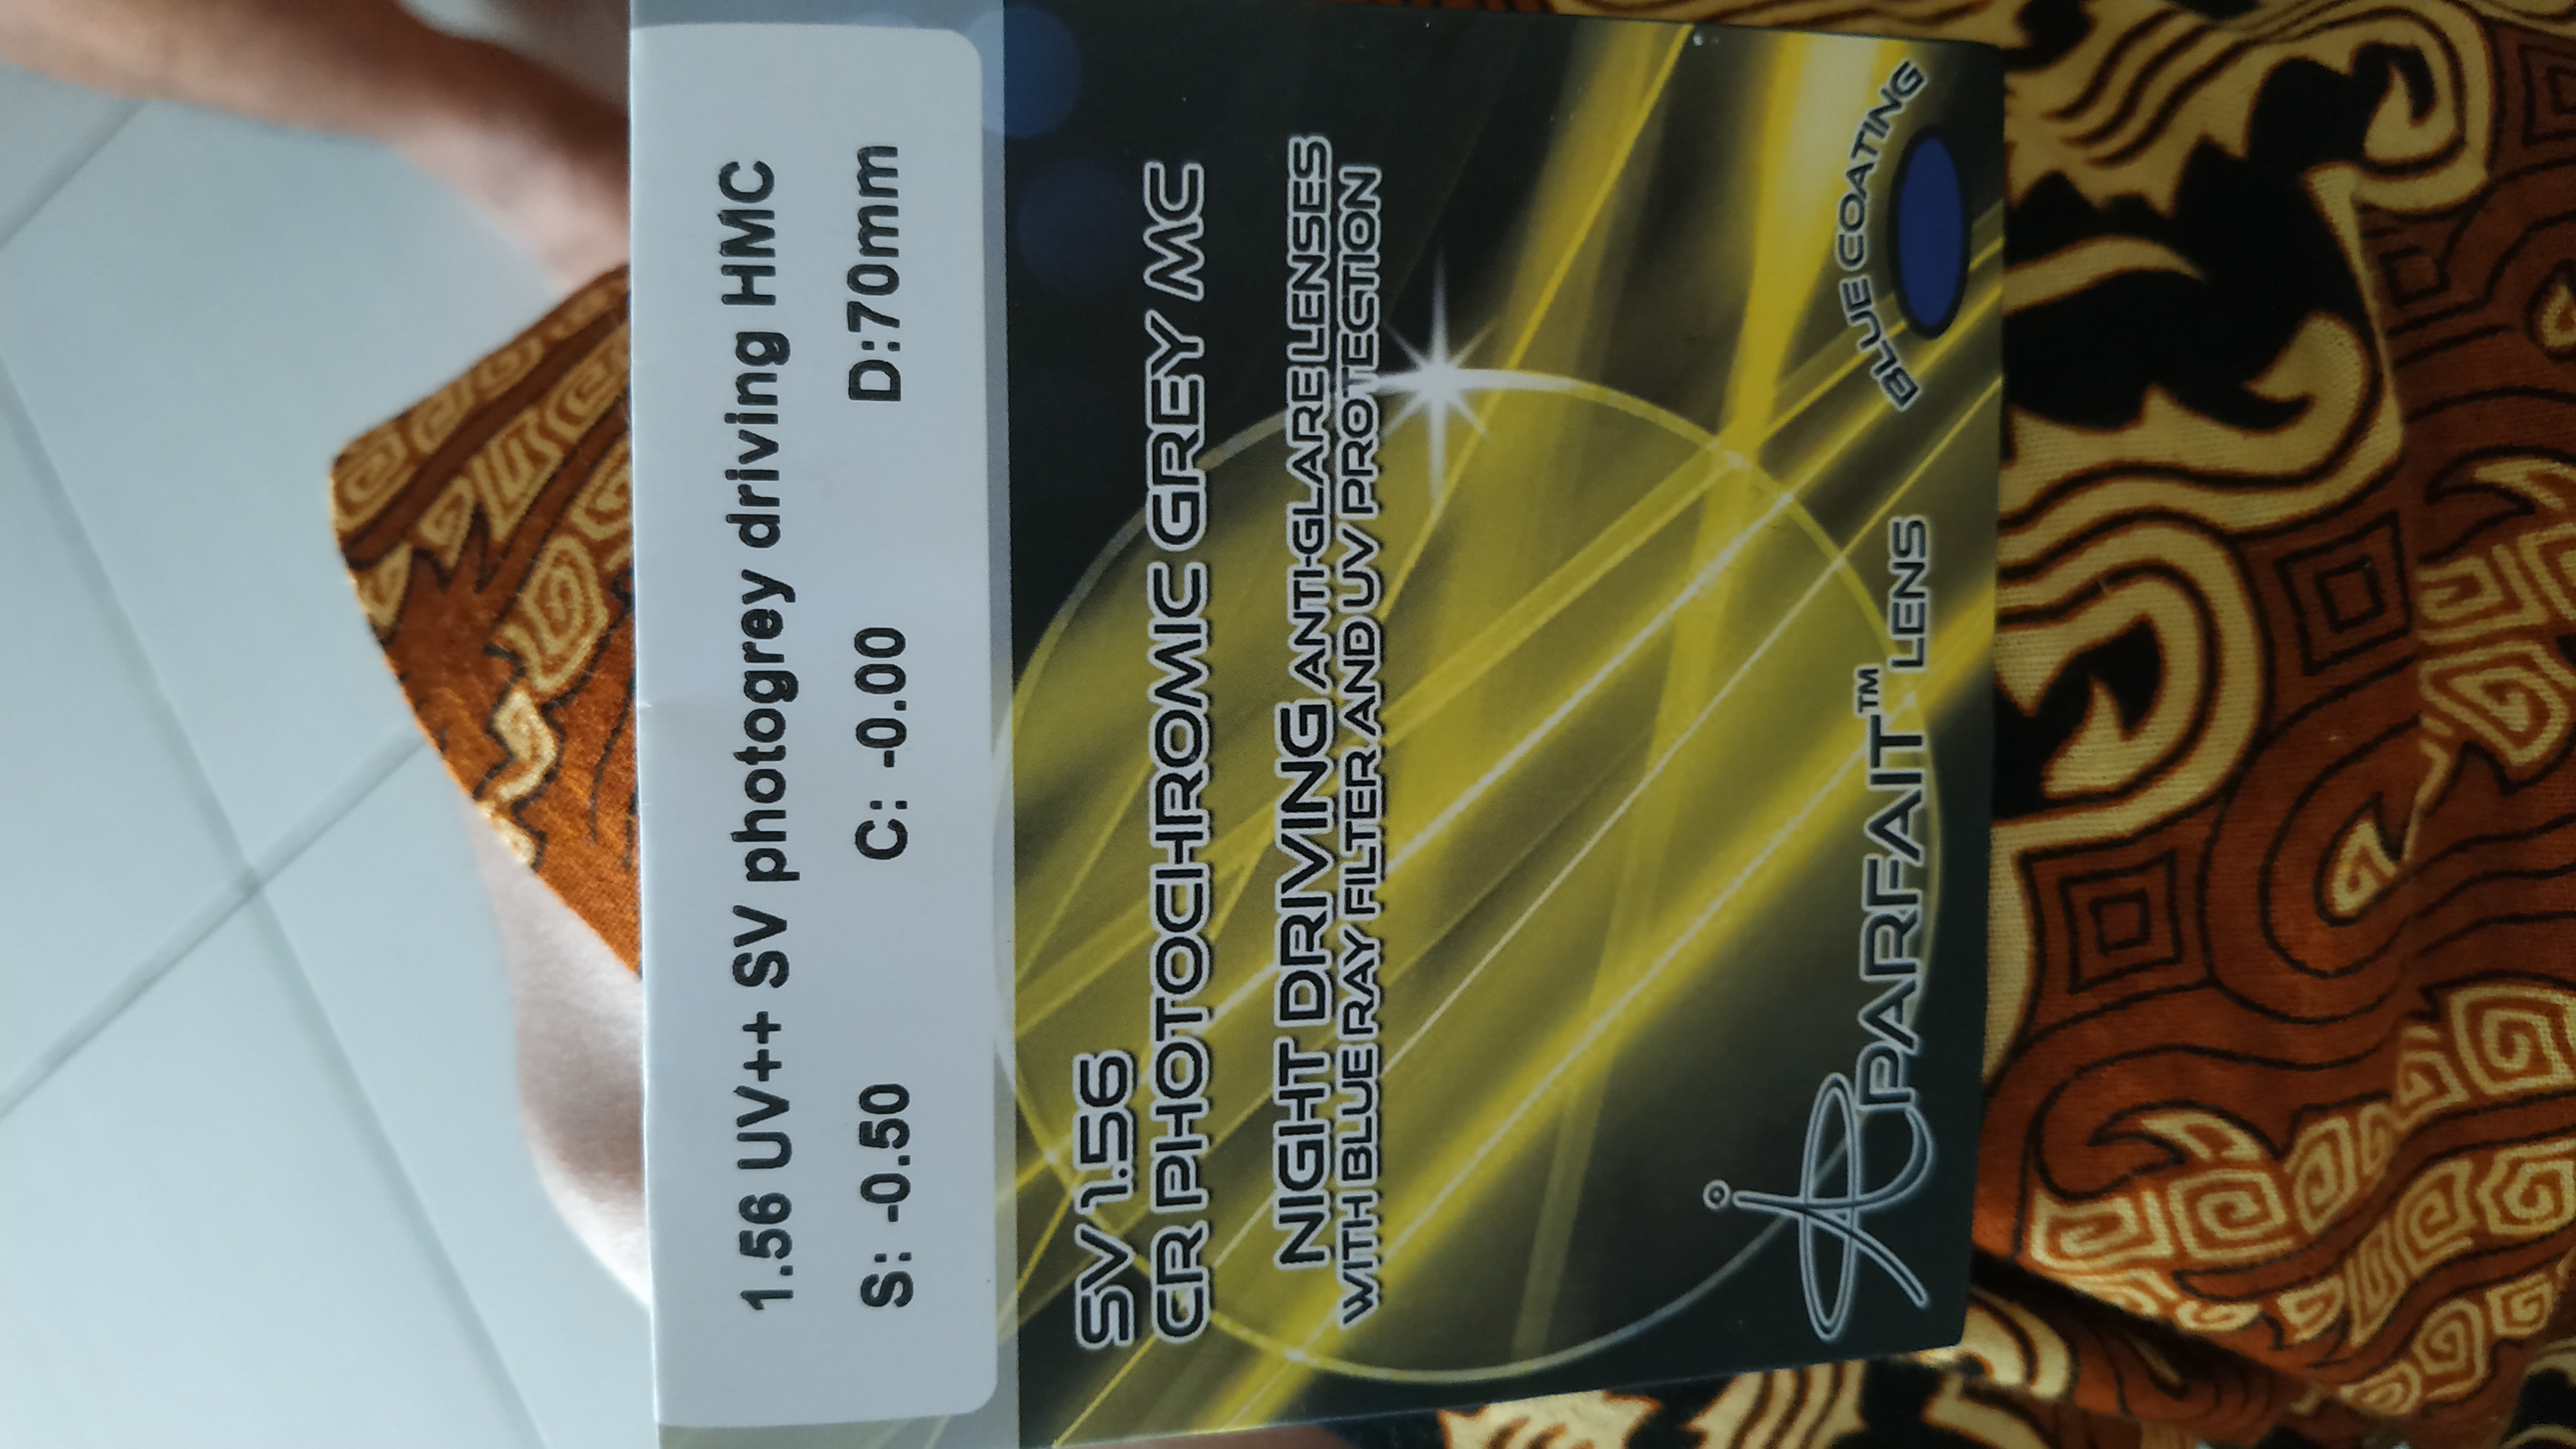 1.56 UV++ SV photogrey driving HMC
S: -0.50 C: -0.00 D:70mm
SV 1.56
CR PHOTOCHROMIC GREY MC
NIGHT DRIVING ANTI-GLARE LENSES
WITH BLUE RAY FILTER AND UV PROTECTION
PARFAIT™ LENS
BLUE COATING